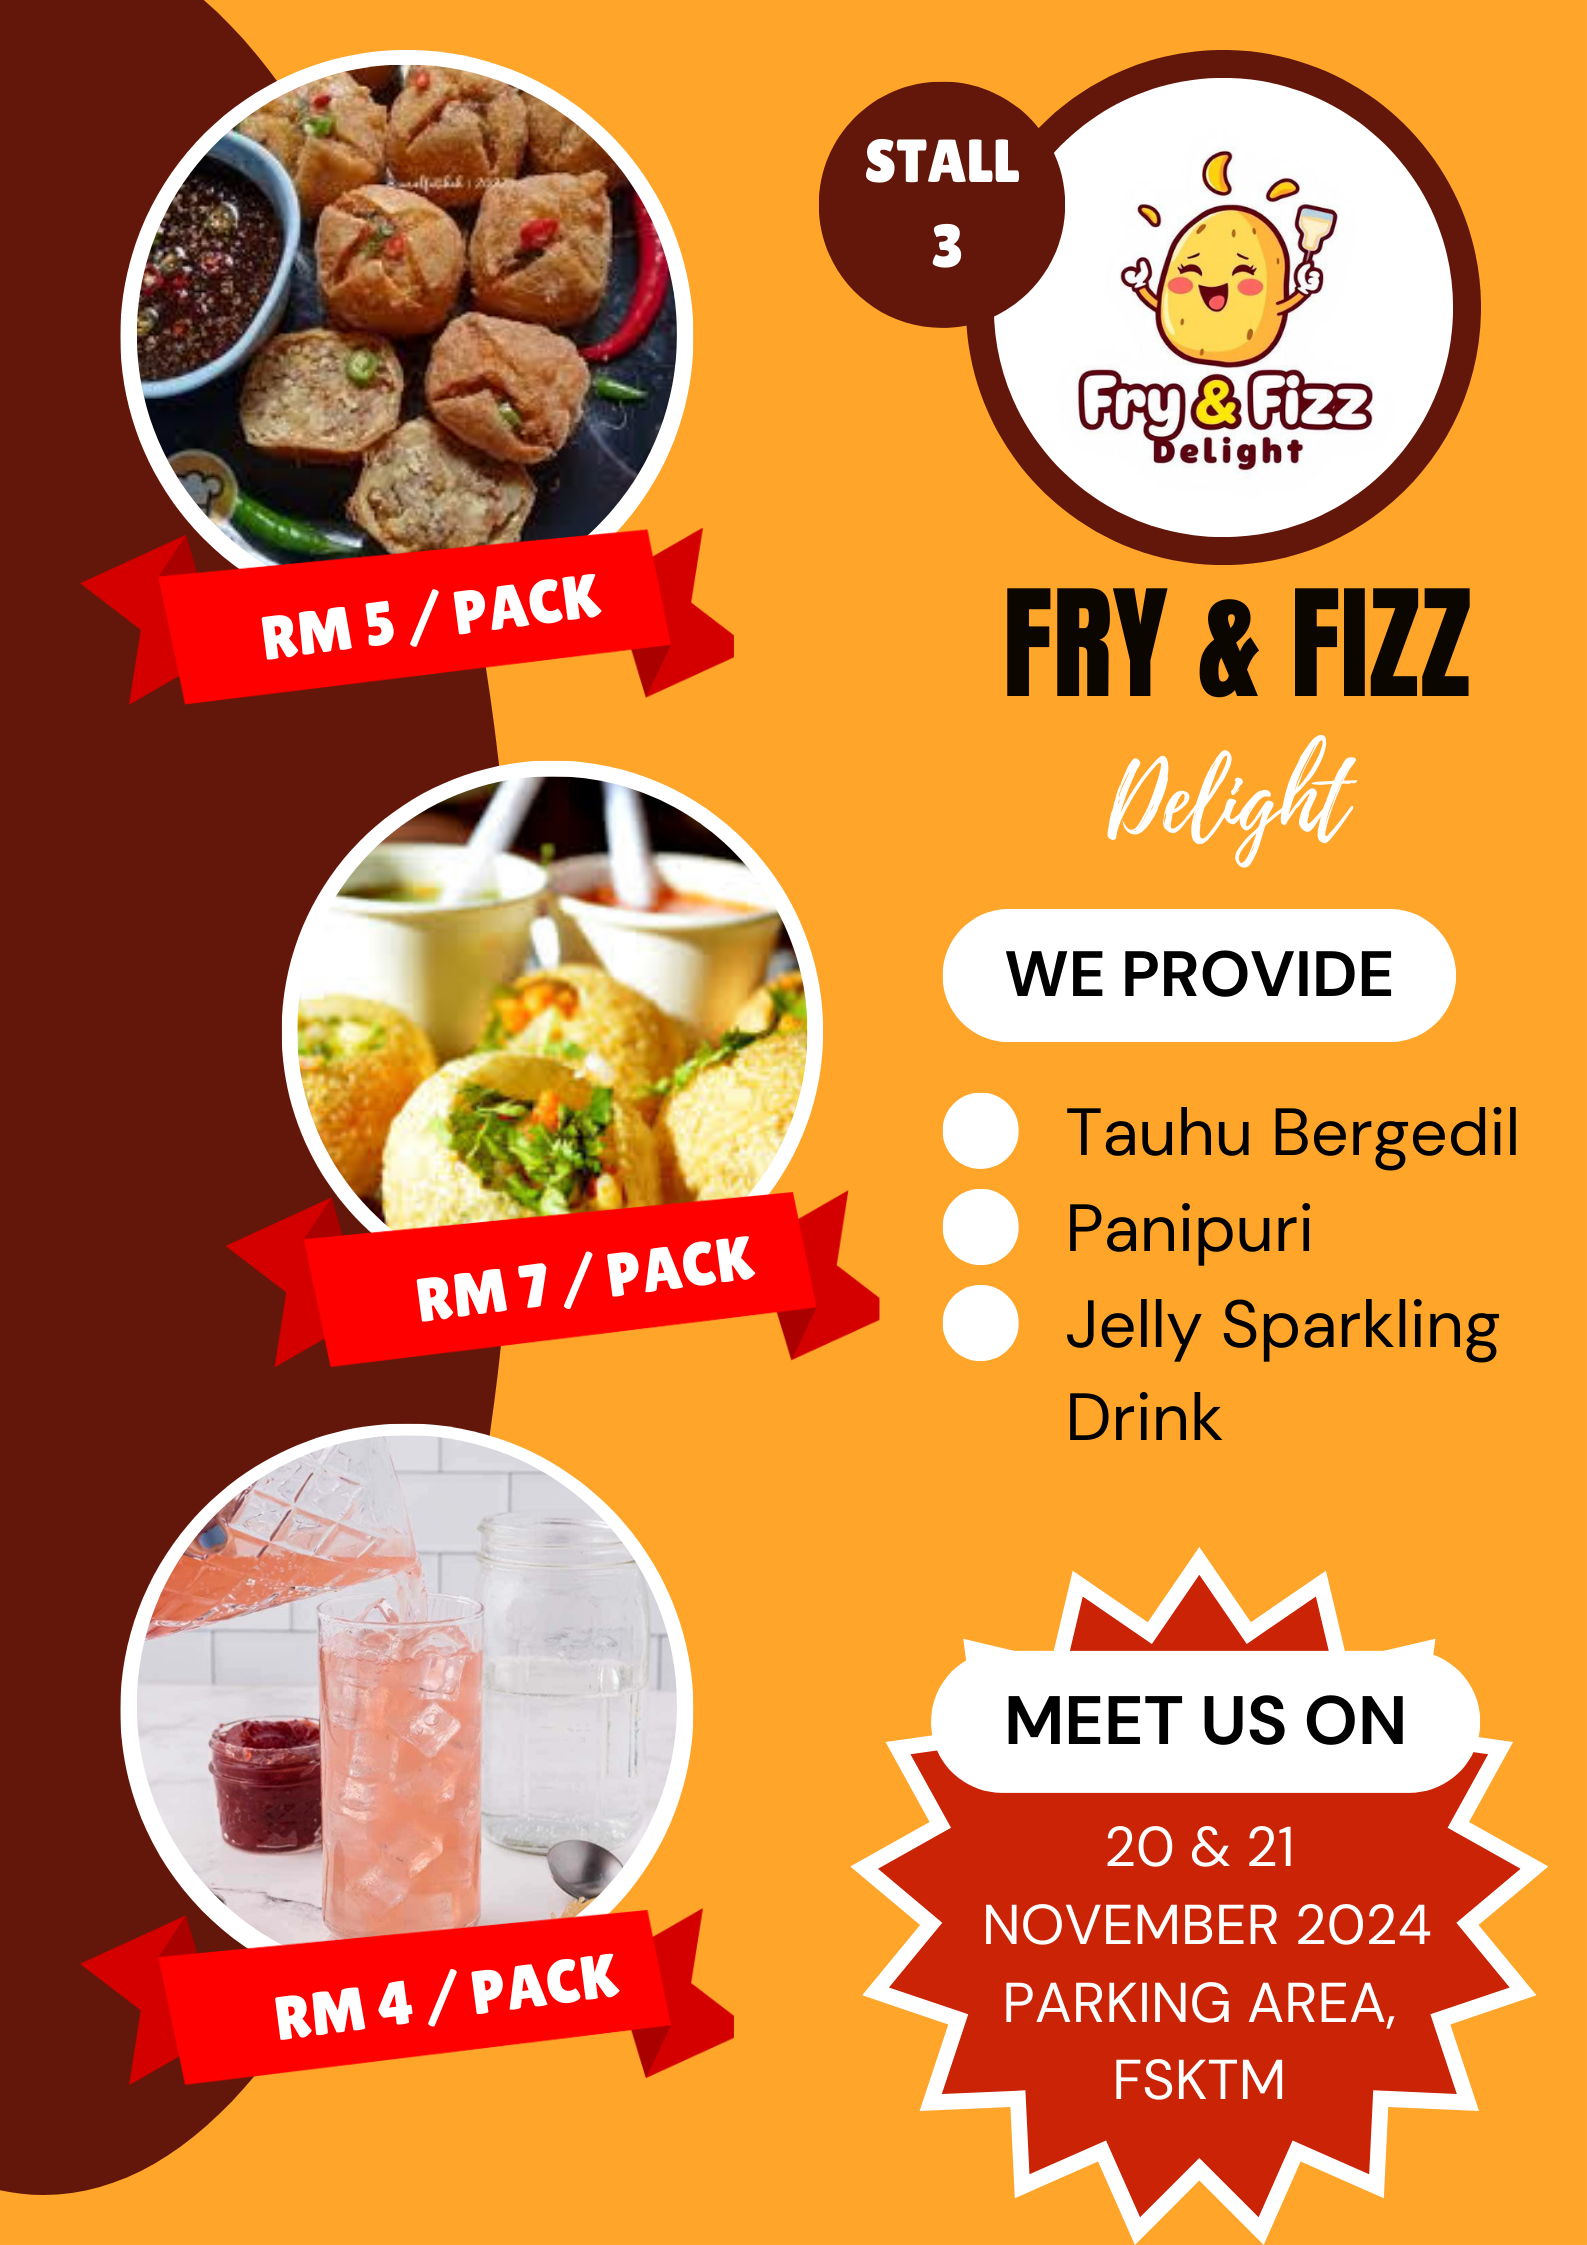 STALL
3
Fry & Fizz
Delight
FRY & FIZZ
Delight
WE PROVIDE
Tauhu Bergedil
Panipuri
Jelly Sparkling
Drink
RM 5 / PACK
RM 7 / PACK
RM 4 / PACK
MEET US ON
20 & 21
NOVEMBER 2024
PARKING AREA,
FSKTM